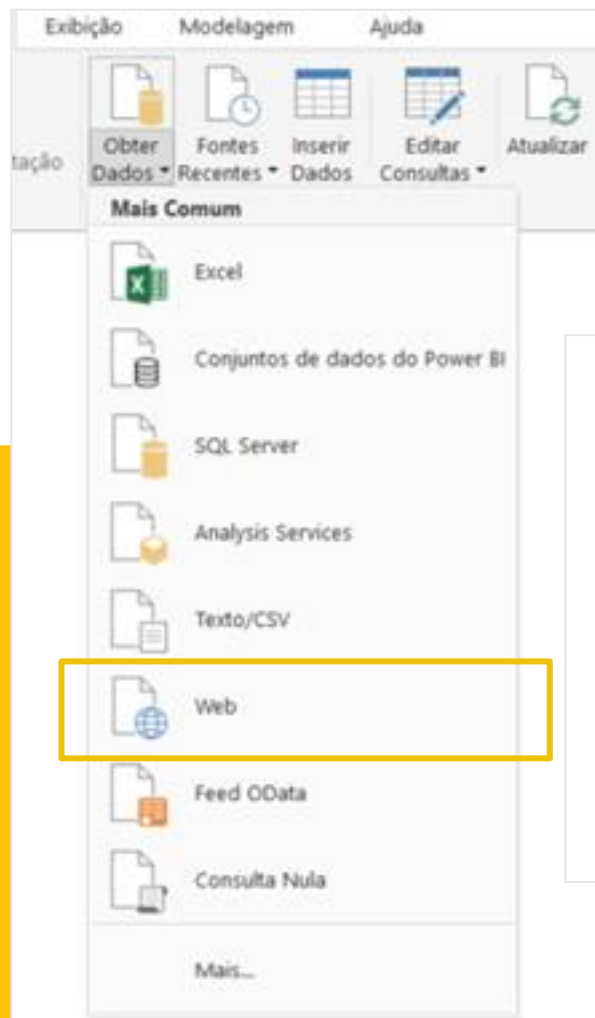 Exibição Modelagem Ajuda
tação
Obter Dados
Fontes Recentes
Inserir Dados
Editar Consultas
Atualizar
Mais Comum
Excel
Conjuntos de dados do Power BI
SQL Server
Analysis Services
Texto/CSV
Web
Feed OData
Consulta Nula
Mais...